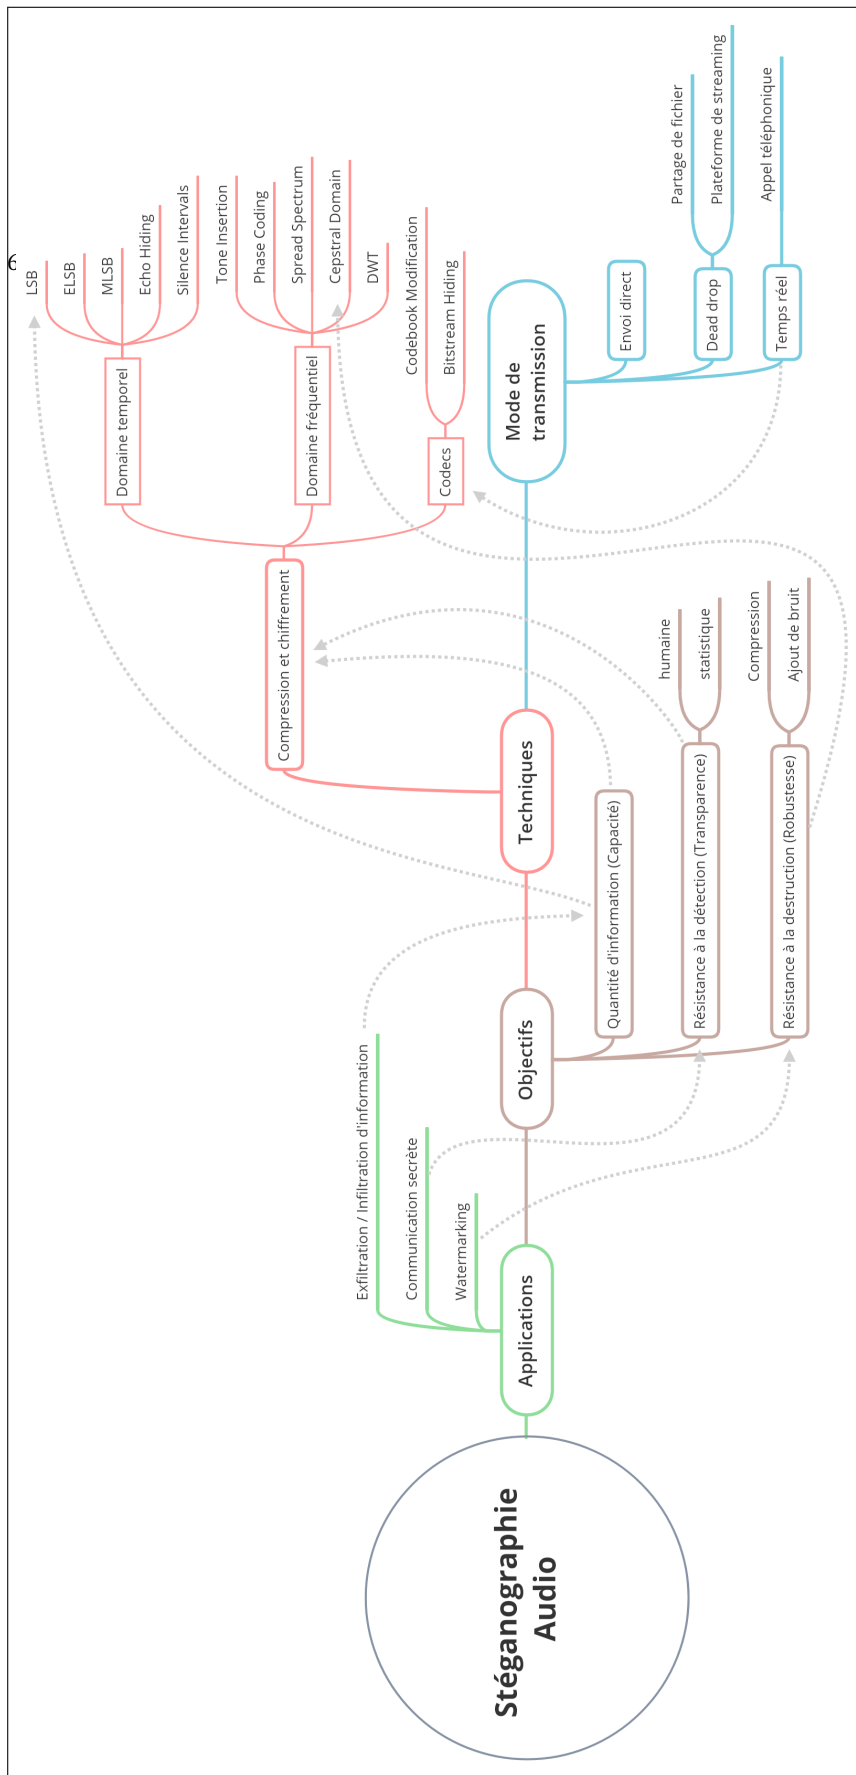 6
Stéganographie
Audio
Applications
Exfiltration / Infiltration d'information
Communication secrète
Watermarking
Objectifs
Quantité d'information (Capacité)
Résistance à la détection (Transparence)
humaine
statistique
Résistance à la destruction (Robustesse)
Compression
Ajout de bruit
Techniques
Compression et chiffrement
Domaine temporel
LSB
ELSB
MLSB
Echo Hiding
Silence Intervals
Domaine fréquentiel
Tone Insertion
Phase Coding
Spread Spectrum
Cepstral Domain
DWT
Codecs
Codebook Modification
Bitstream Hiding
Mode de
transmission
Envoi direct
Dead drop
Partage de fichier
Plateforme de streaming
Temps réel
Appel téléphonique